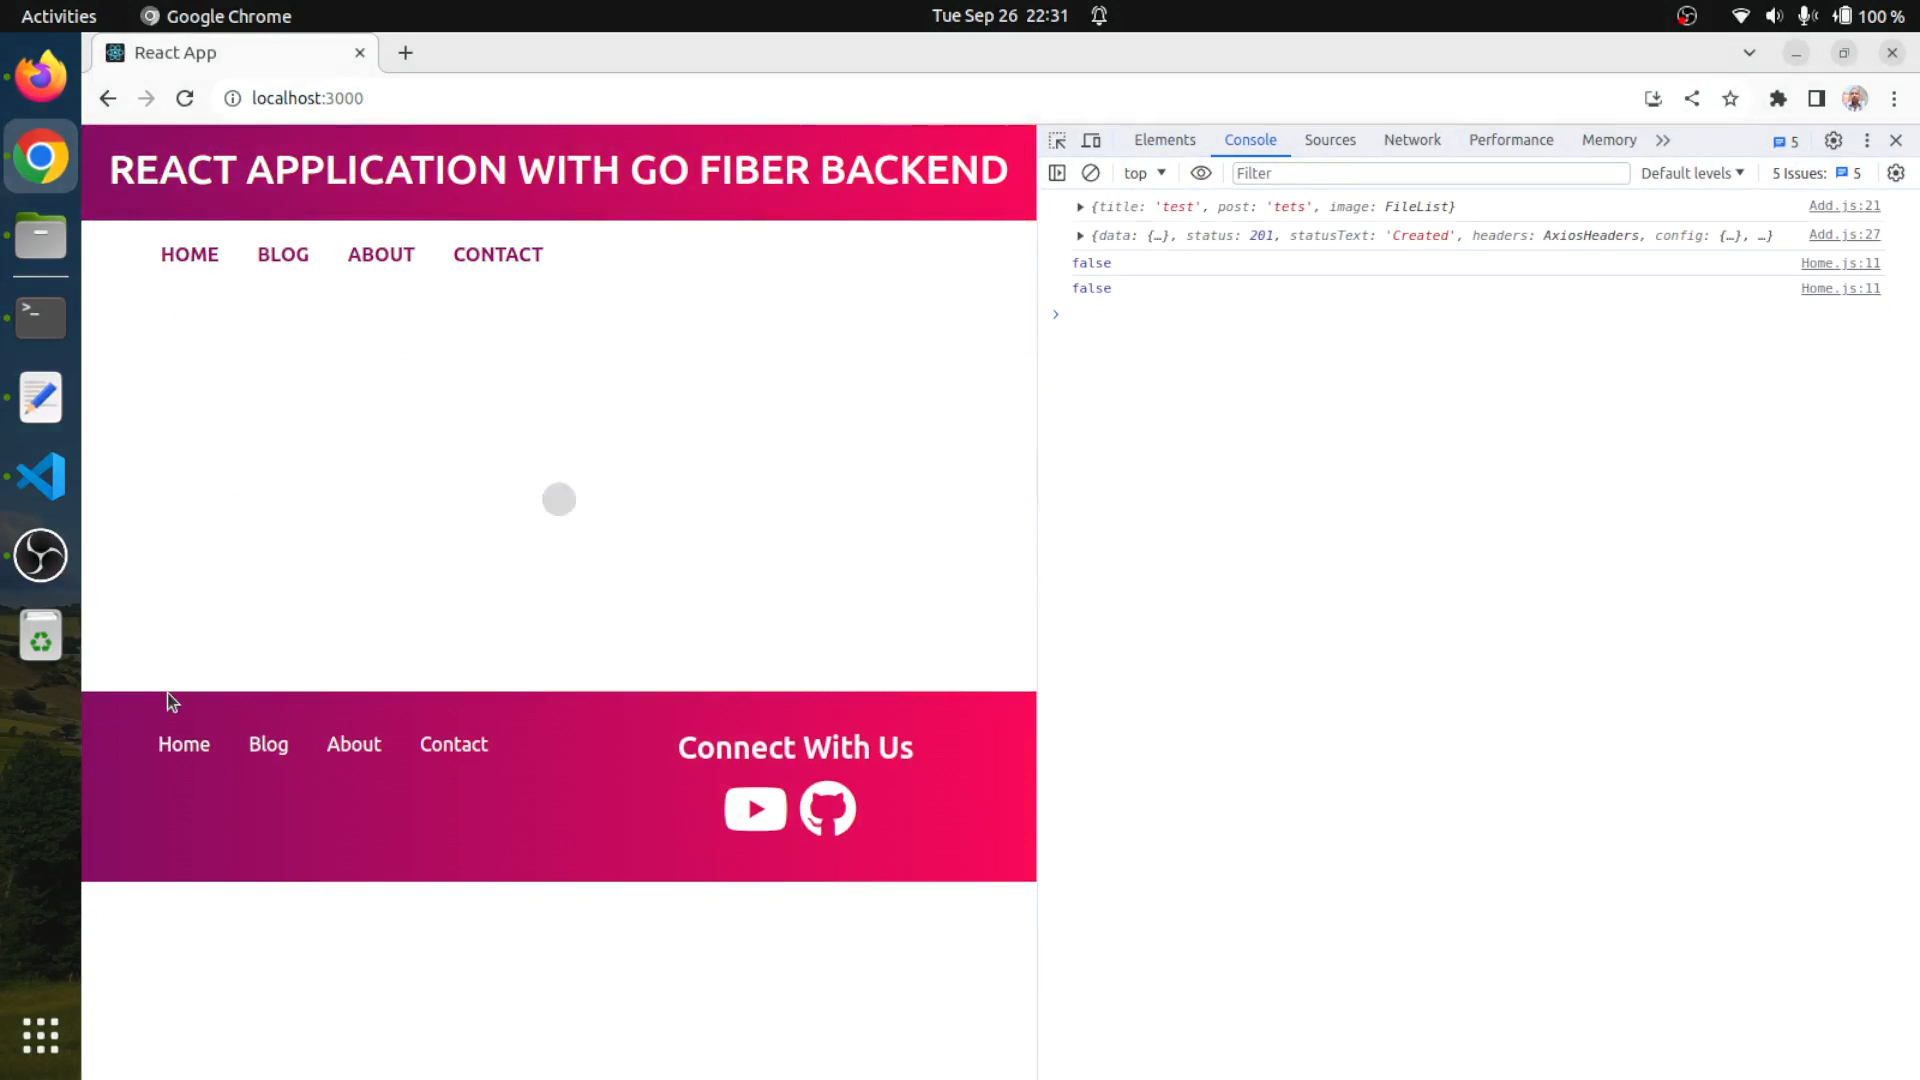 Activities
Google Chrome
Tue Sep 26 22:31
100 %
React App
localhost:3000
REACT APPLICATION WITH GO FIBER BACKEND
HOME BLOG ABOUT CONTACT
Home Blog About Contact
Connect With Us
Elements Console Sources Network Performance Memory 5
top Filter Default levels 5 Issues: 5
{title: 'test', post: 'tets', image: FileList} Add.js:21
{data: {…}, status: 201, statusText: 'Created', headers: AxiosHeaders, config: {…}, …} Add.js:27
false Home.js:11
false Home.js:11